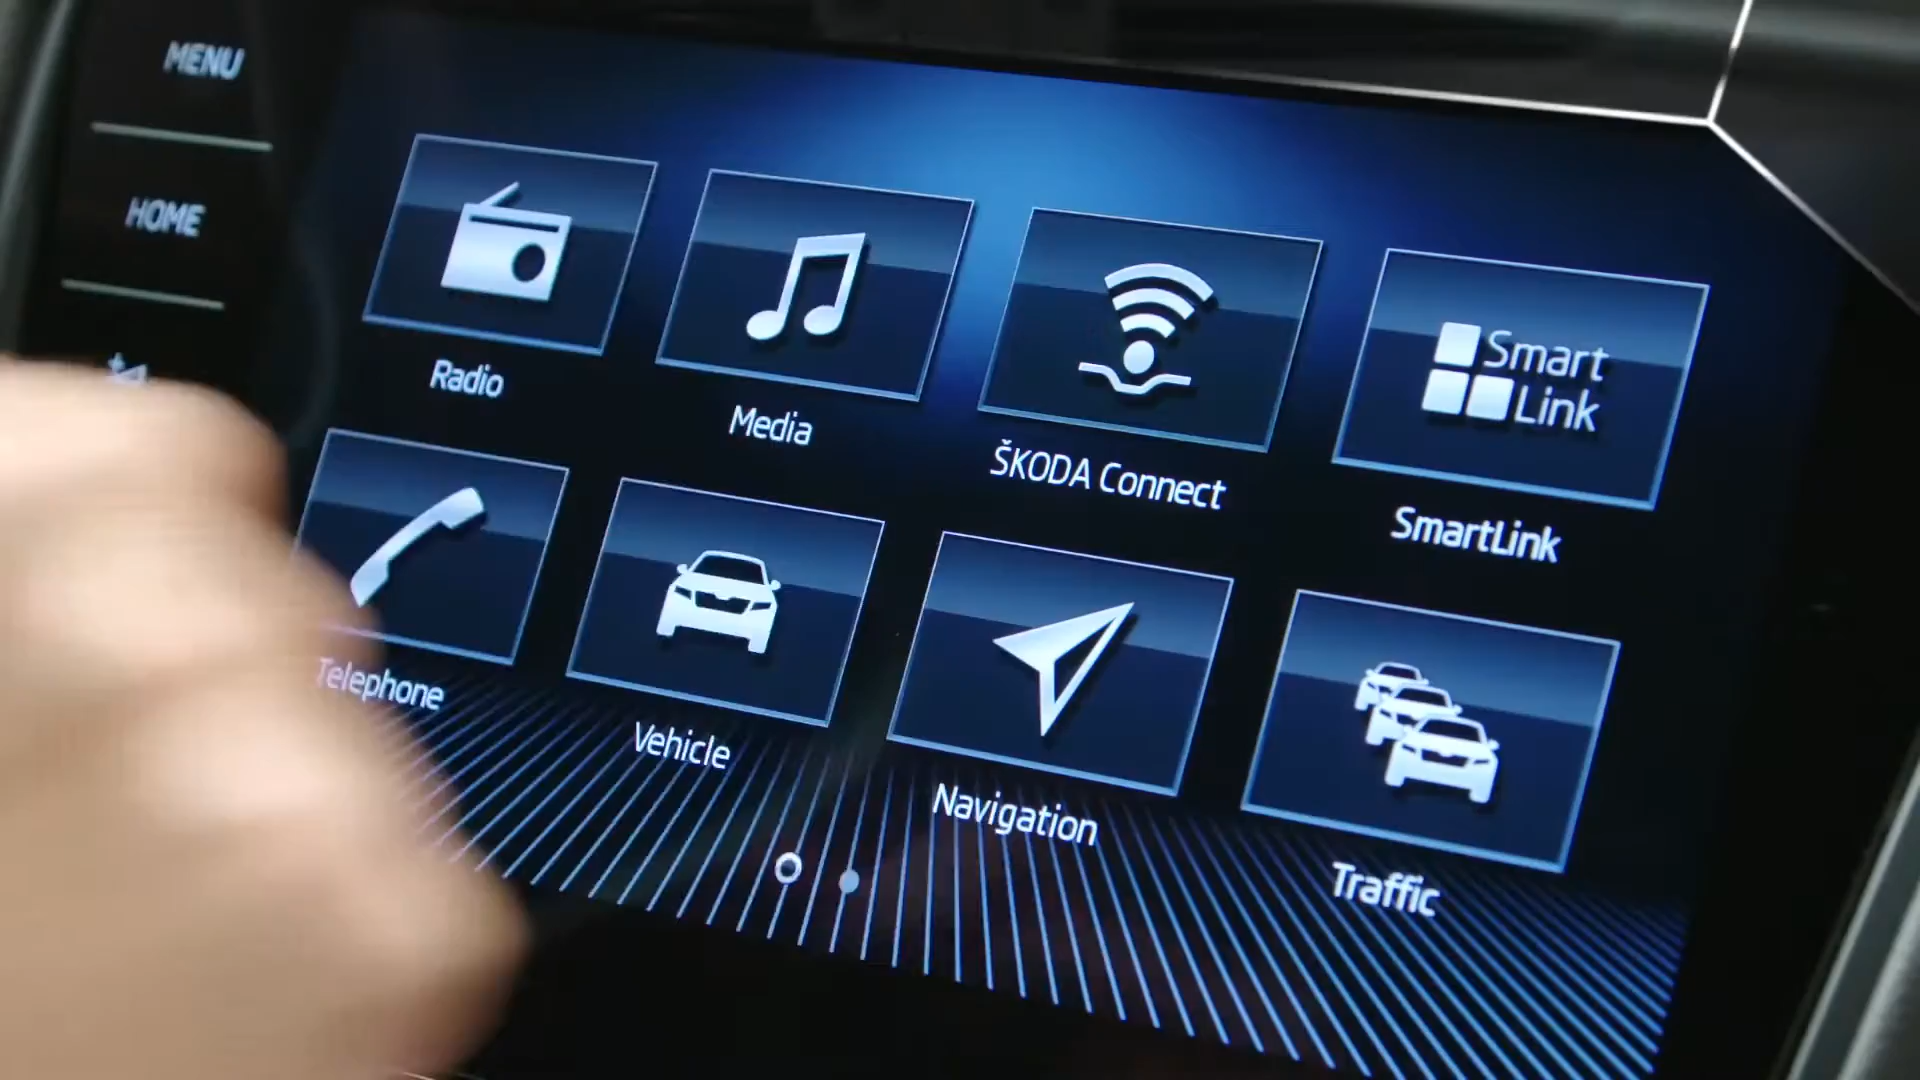 MENU
HOME
Radio
Media
ŠKODA Connect
Smart
Link
SmartLink
Telephone
Vehicle
Navigation
Traffic